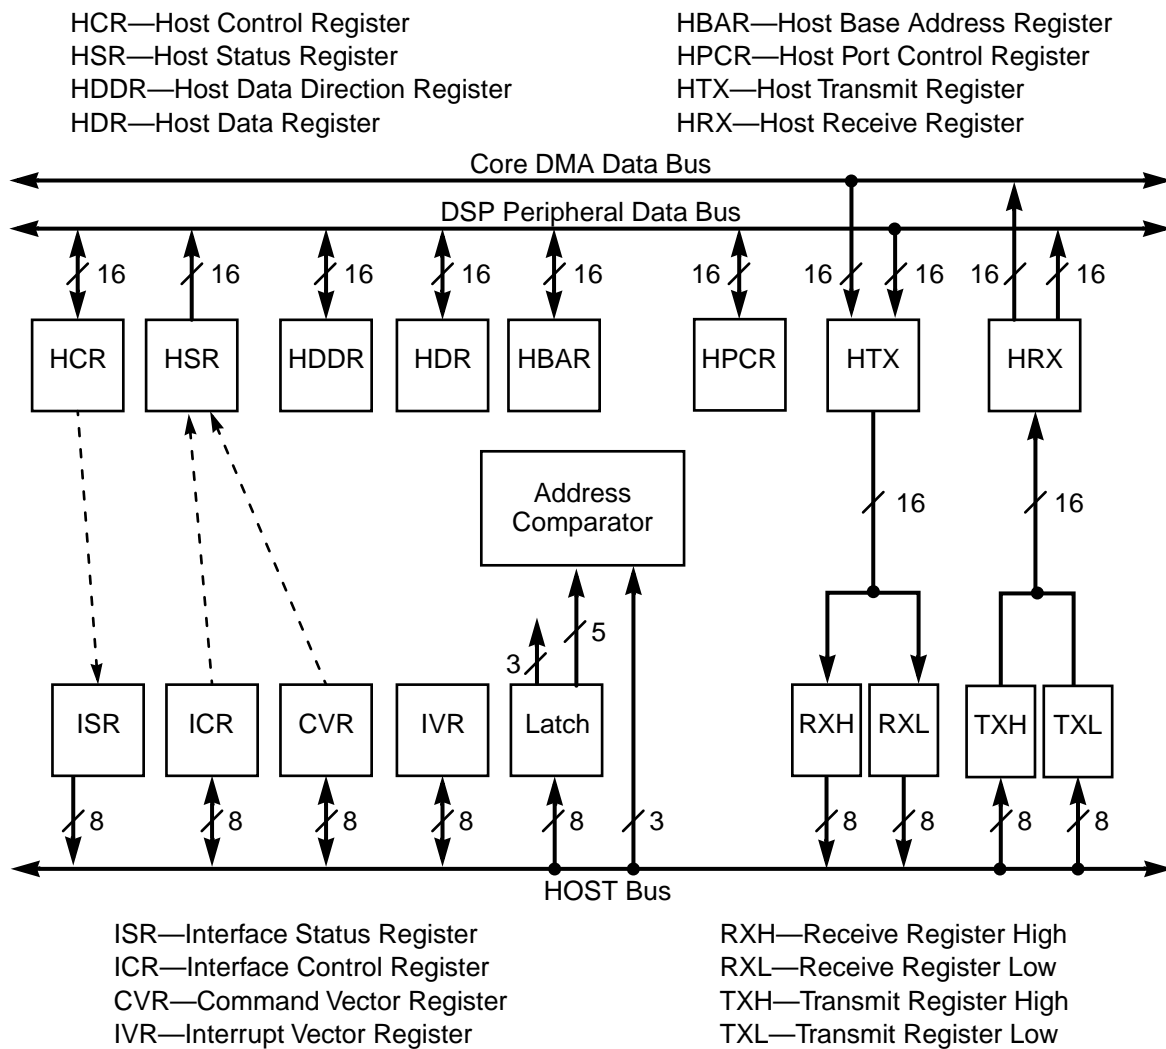 HCR—Host Control Register
HSR—Host Status Register
HDDR—Host Data Direction Register
HDR—Host Data Register
HBAR—Host Base Address Register
HPCR—Host Port Control Register
HTX—Host Transmit Register
HRX—Host Receive Register
Core DMA Data Bus
DSP Peripheral Data Bus
16 16 16 16 16 16 16 16 16 16
HCR HSR HDDR HDR HBAR HPCR HTX HRX
Address
Comparator
16 16
3 5
ISR ICR CVR IVR Latch RXH RXL TXH TXL
8 8 8 8 8 3 8 8 8 8
HOST Bus
ISR—Interface Status Register
ICR—Interface Control Register
CVR—Command Vector Register
IVR—Interrupt Vector Register
RXH—Receive Register High
RXL—Receive Register Low
TXH—Transmit Register High
TXL—Transmit Register Low